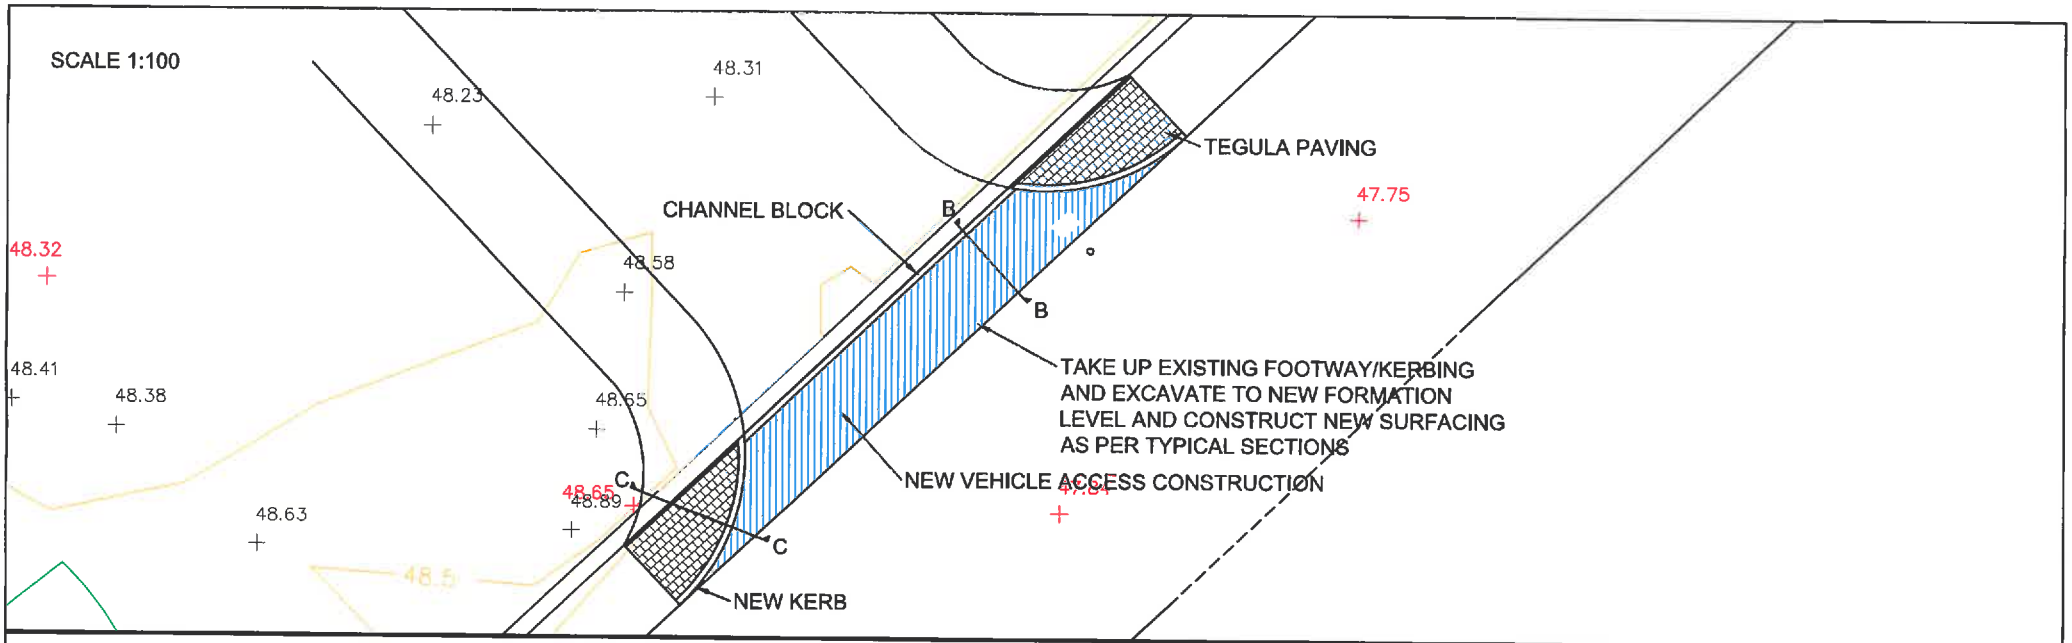 SCALE 1:100
48.31
48.23
TEGULA PAVING
47.75
CHANNEL BLOCK
B
48.32
48.58
B
TAKE UP EXISTING FOOTWAY/KERBING
AND EXCAVATE TO NEW FORMATION
LEVEL AND CONSTRUCT NEW SURFACING
AS PER TYPICAL SECTIONS
48.41
48.38
48.65
C
NEW VEHICLE ACCESS CONSTRUCTION
48.65
47.84
48.89
48.63
C
48.5
NEW KERB